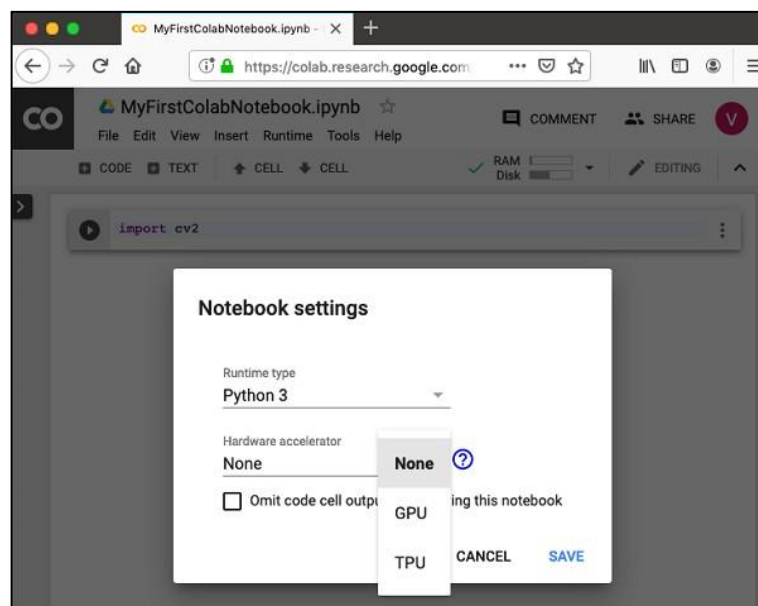 MyFirstColabNotebook.ipynb -
https://colab.research.google.com
MyFirstColabNotebook.ipynb
COMMENT
SHARE
V
File Edit View Insert Runtime Tools Help
CODE TEXT CELL CELL
RAM
Disk
EDITING
import cv2
Notebook settings
Runtime type
Python 3
Hardware accelerator
None
None
GPU
TPU
Omit code cell outpu ing this notebook
CANCEL SAVE